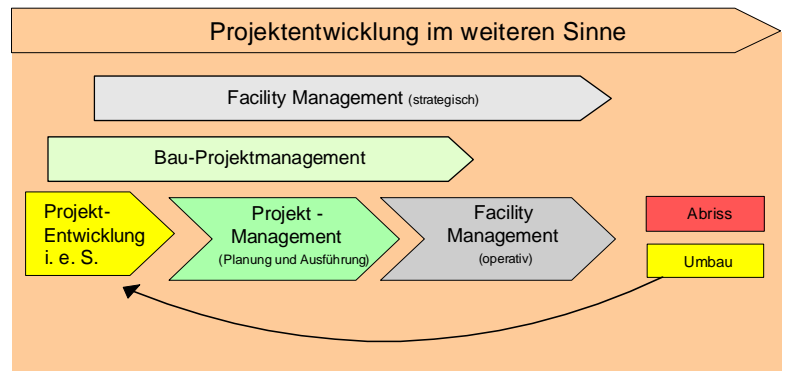 Projektentwicklung im weiteren Sinne
Facility Management (strategisch)
Bau-Projektmanagement
Projekt-
Entwicklung
i. e. S.
Projekt -
Management
(Planung und Ausführung)
Facility
Management
(operativ)
Abriss
Umbau